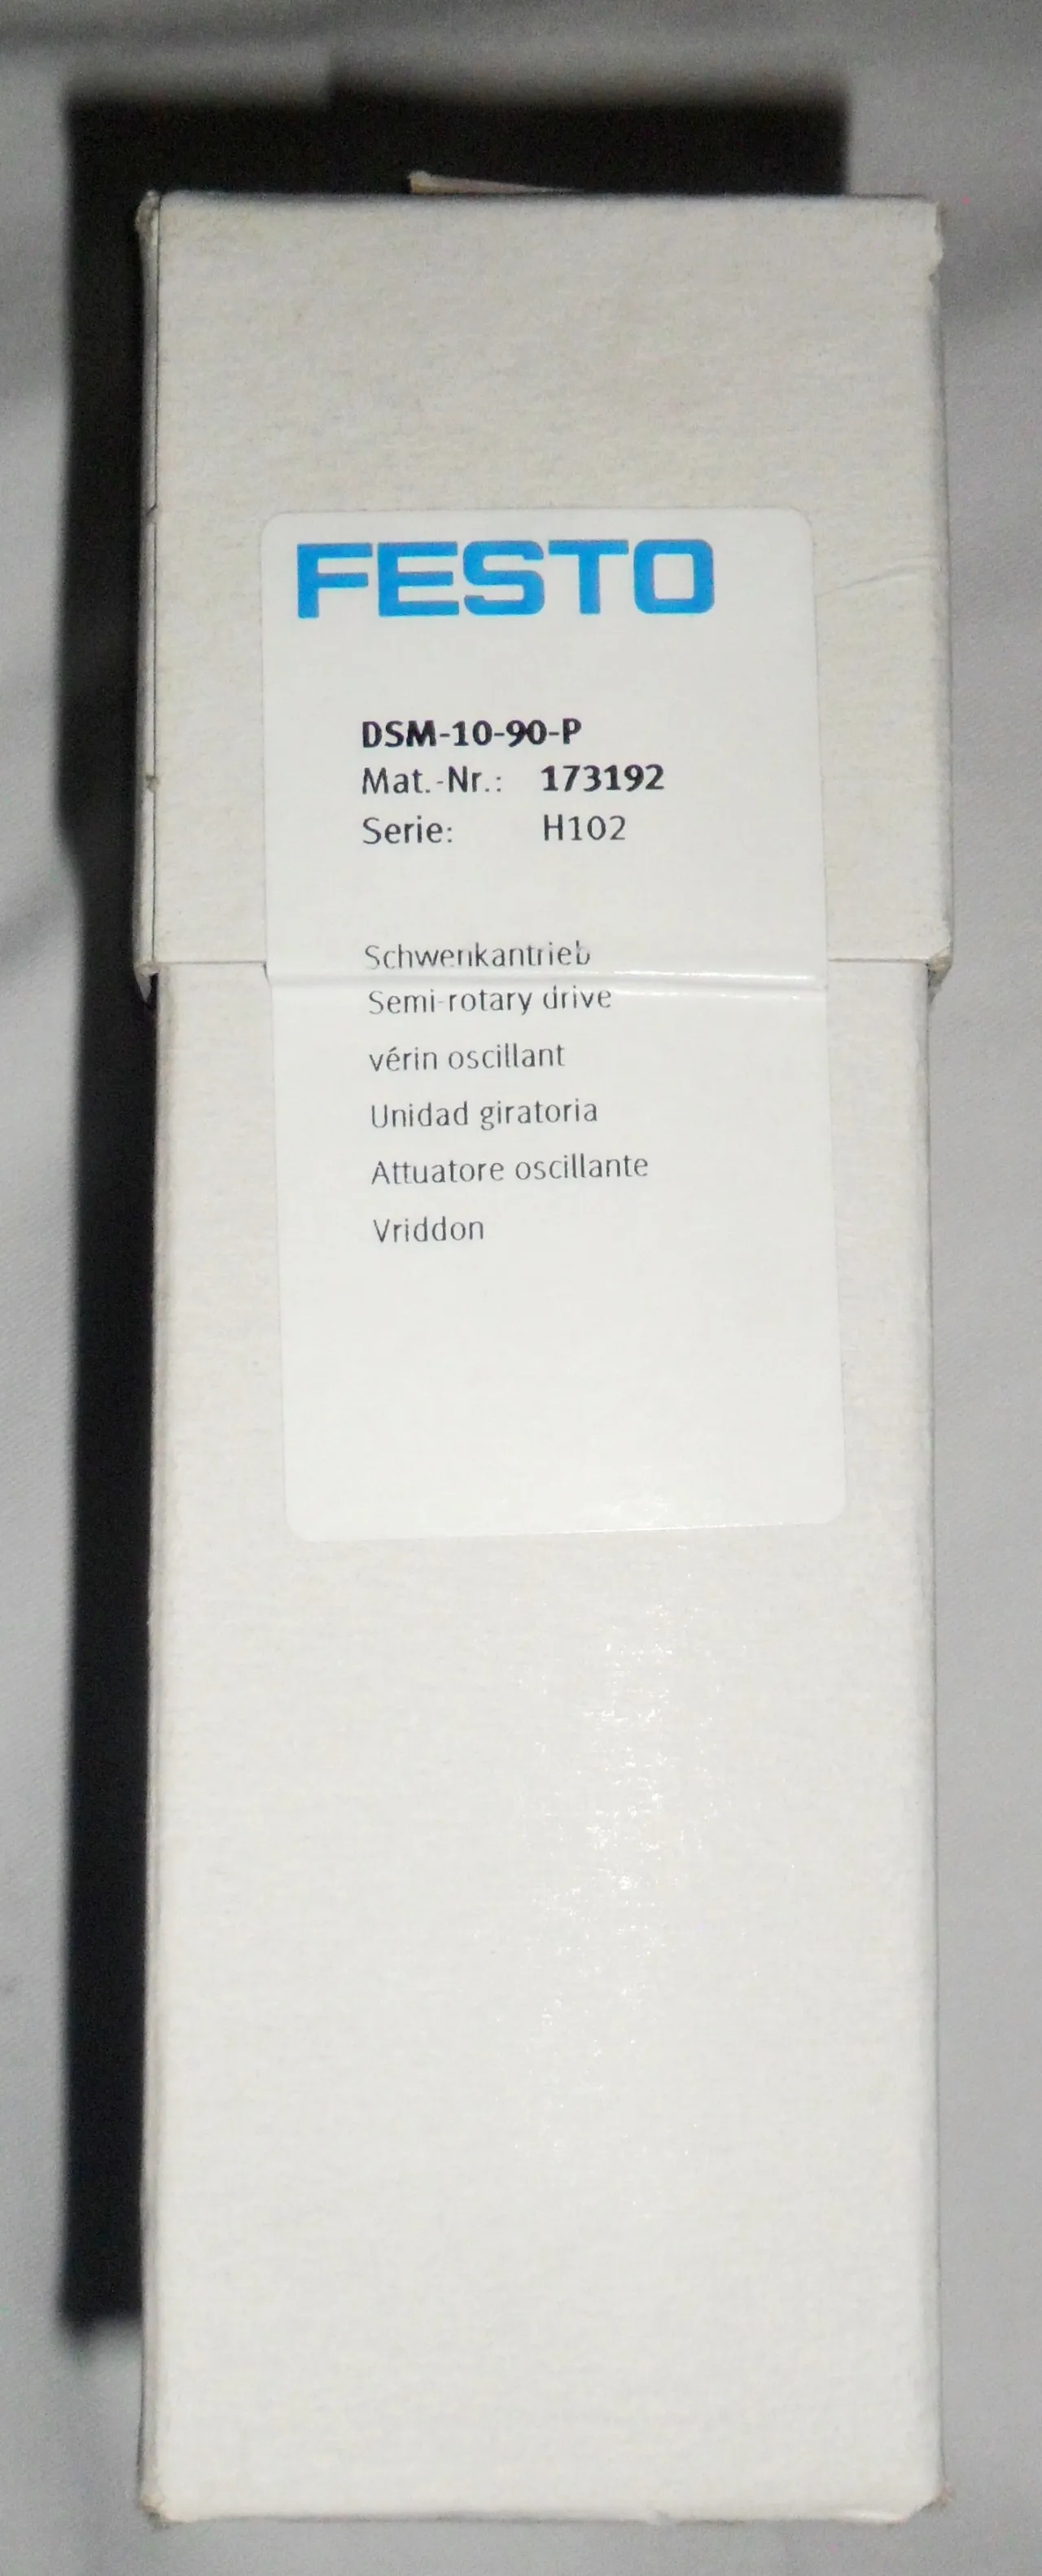 FESTO
DSM-10-90-P
Mat.-Nr.: 173192
Serie: H102
Schwenkantrieb
Semi-rotary drive
vérin oscillant
Unidad giratoria
Attuatore oscillante
Vriddon